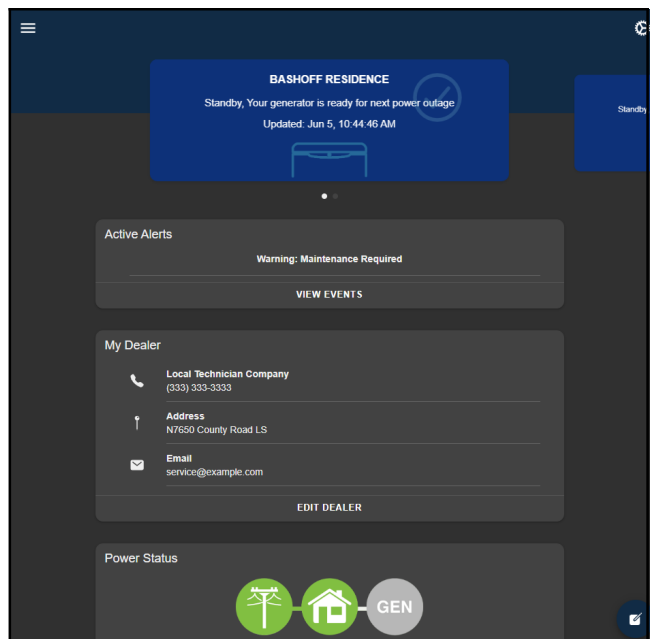 BASHOFF RESIDENCE
Standby, Your generator is ready for next power outage
Updated: Jun 5, 10:44:46 AM
Standby
Active Alerts
Warning: Maintenance Required
VIEW EVENTS
My Dealer
Local Technician Company
(333) 333-3333
Address
N7650 County Road LS
Email
service@example.com
EDIT DEALER
Power Status
GEN